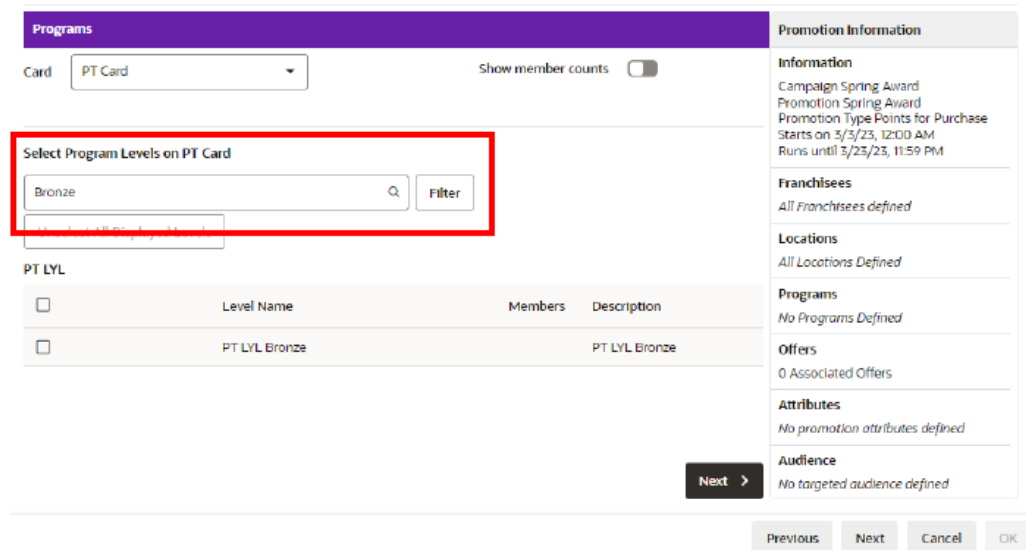 Programs
Card PT Card Show member counts
Select Program Levels on PT Card
Bronze Filter
Unselect All Displayed Levels
PT LYL
Level Name Members Description
PT LYL Bronze PT LYL Bronze
Next
Promotion Information
Information
Campaign Spring Award
Promotion Spring Award
Promotion Type Points for Purchase
Starts on 3/3/23, 12:00 AM
Runs until 3/23/23, 11:59 PM
Franchisees
All Franchisees defined
Locations
All Locations Defined
Programs
No Programs Defined
Offers
0 Associated Offers
Attributes
No promotion attributes defined
Audience
No targeted audience defined
Previous Next Cancel OK